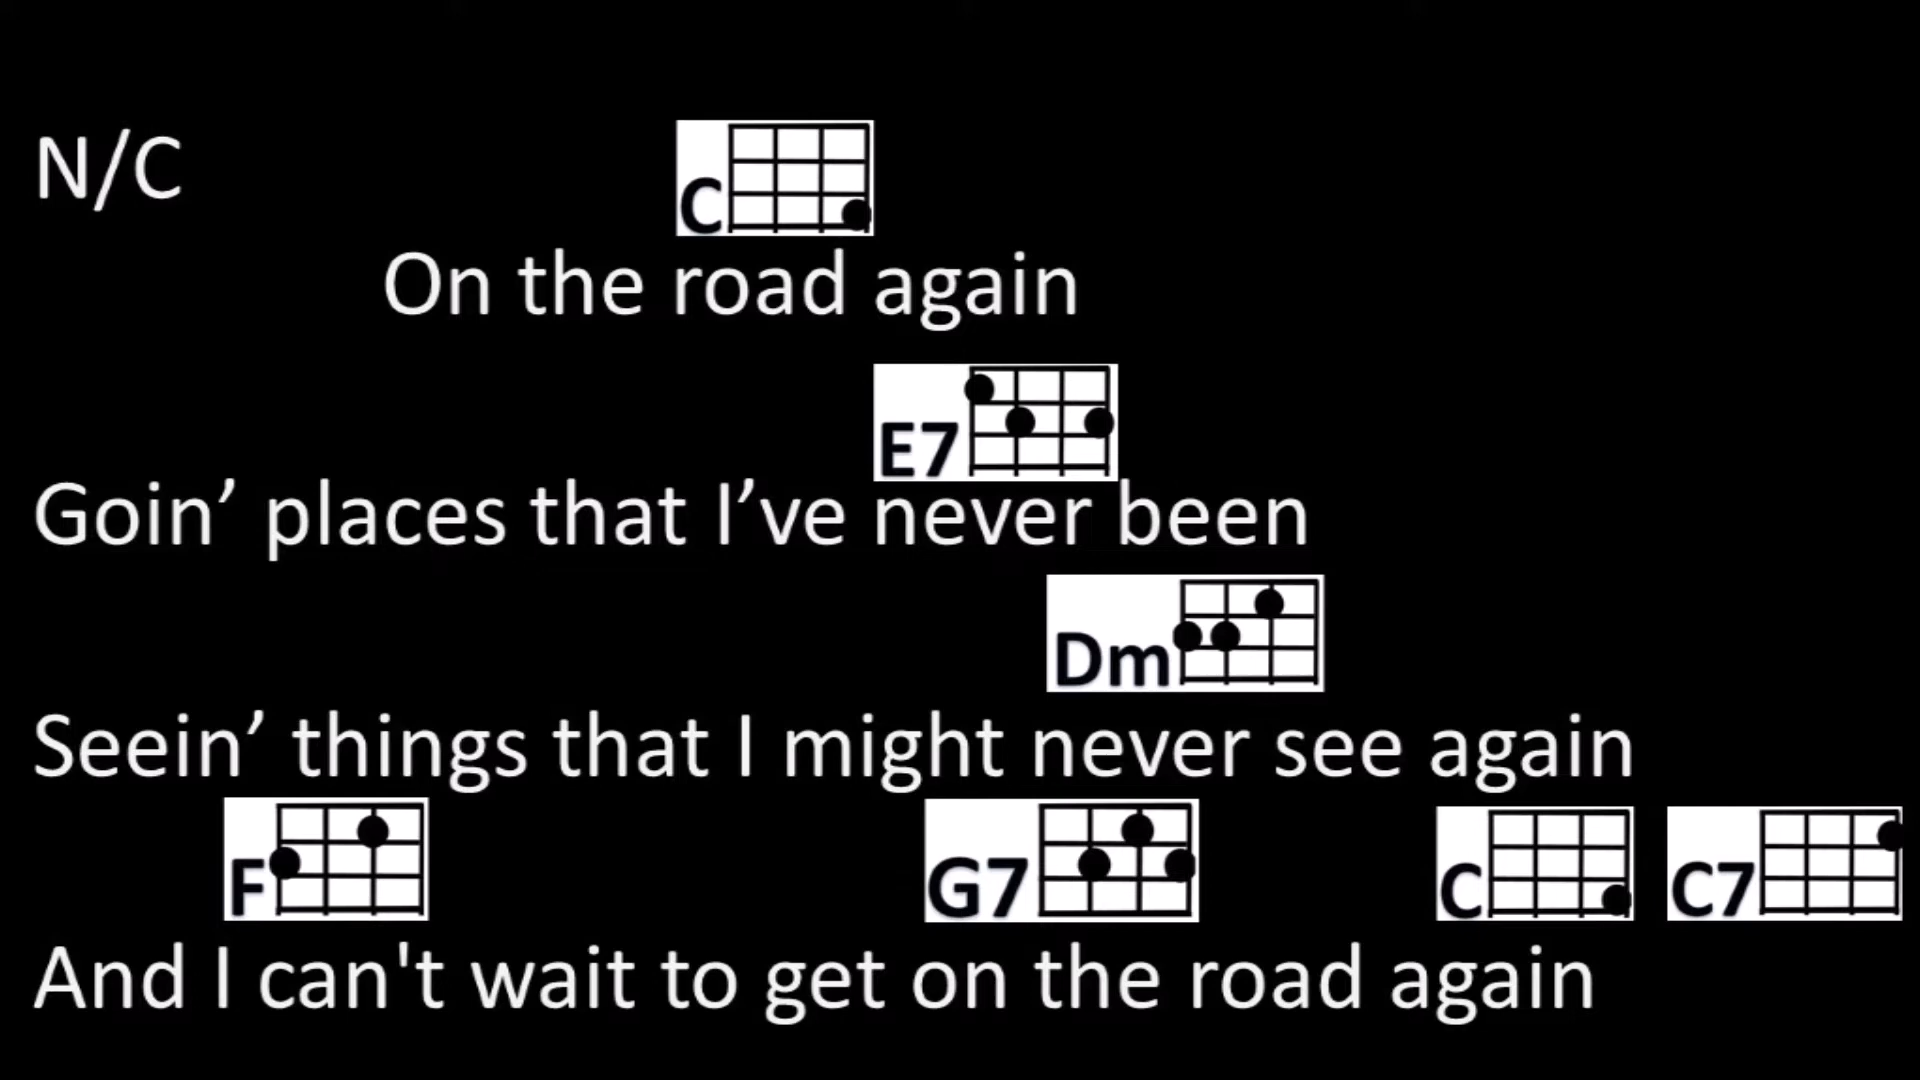 N/C C
On the road again
E7
Goin’ places that I’ve never been
Dm
Seein’ things that I might never see again
F G7 C C7
And I can't wait to get on the road again